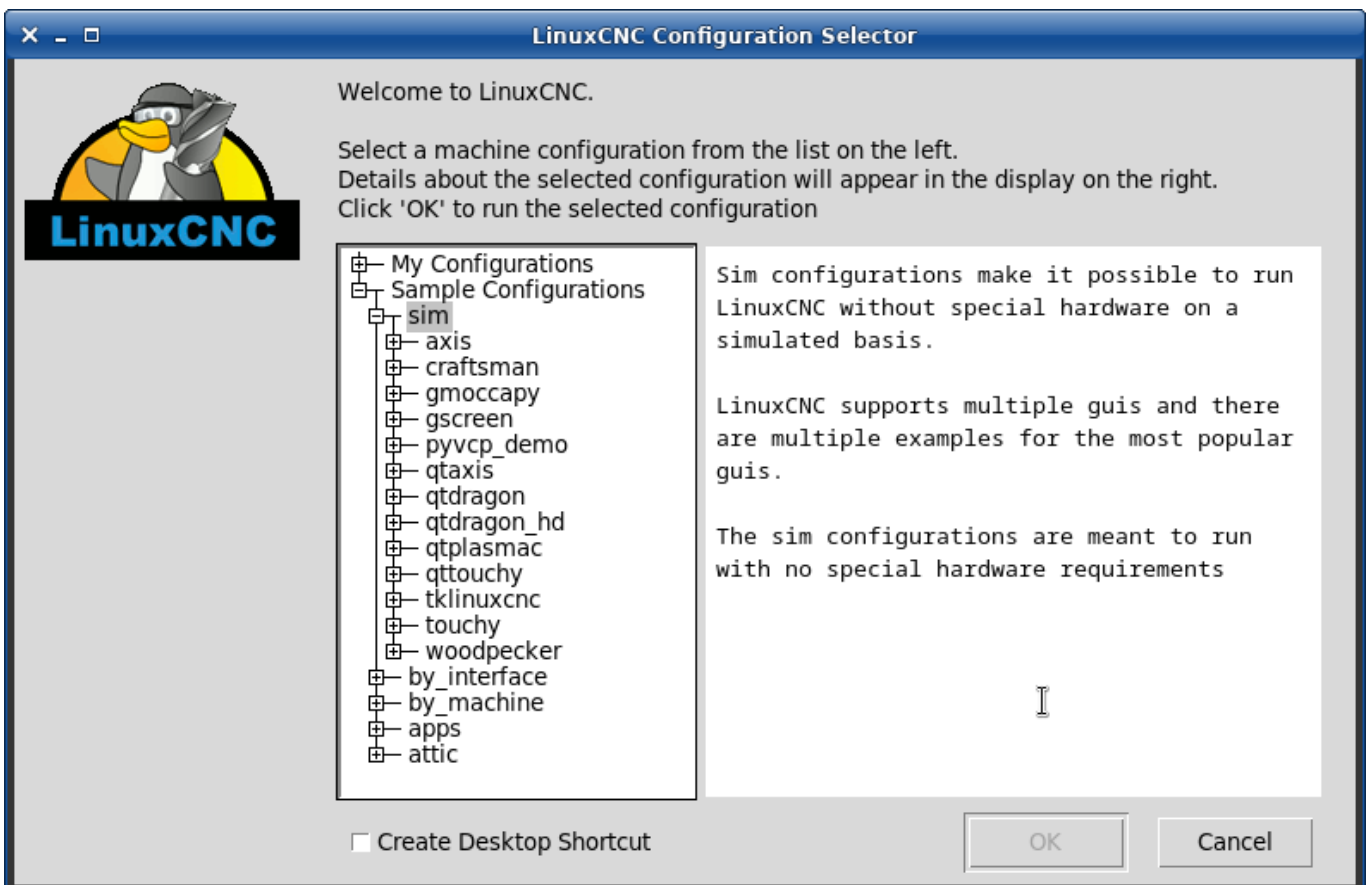 LinuxCNC Configuration Selector
LinuxCNC
Welcome to LinuxCNC.
Select a machine configuration from the list on the left.
Details about the selected configuration will appear in the display on the right.
Click 'OK' to run the selected configuration
My Configurations
Sample Configurations
sim
axis
craftsman
gmoccapy
gscreen
pyvcp_demo
qtaxis
qtdragon
qtdragon_hd
qtplasmac
qttouchy
tklinuxcnc
touchy
woodpecker
by_interface
by_machine
apps
attic
Sim configurations make it possible to run
LinuxCNC without special hardware on a
simulated basis.
LinuxCNC supports multiple guis and there
are multiple examples for the most popular
guis.
The sim configurations are meant to run
with no special hardware requirements
Create Desktop Shortcut
OK
Cancel